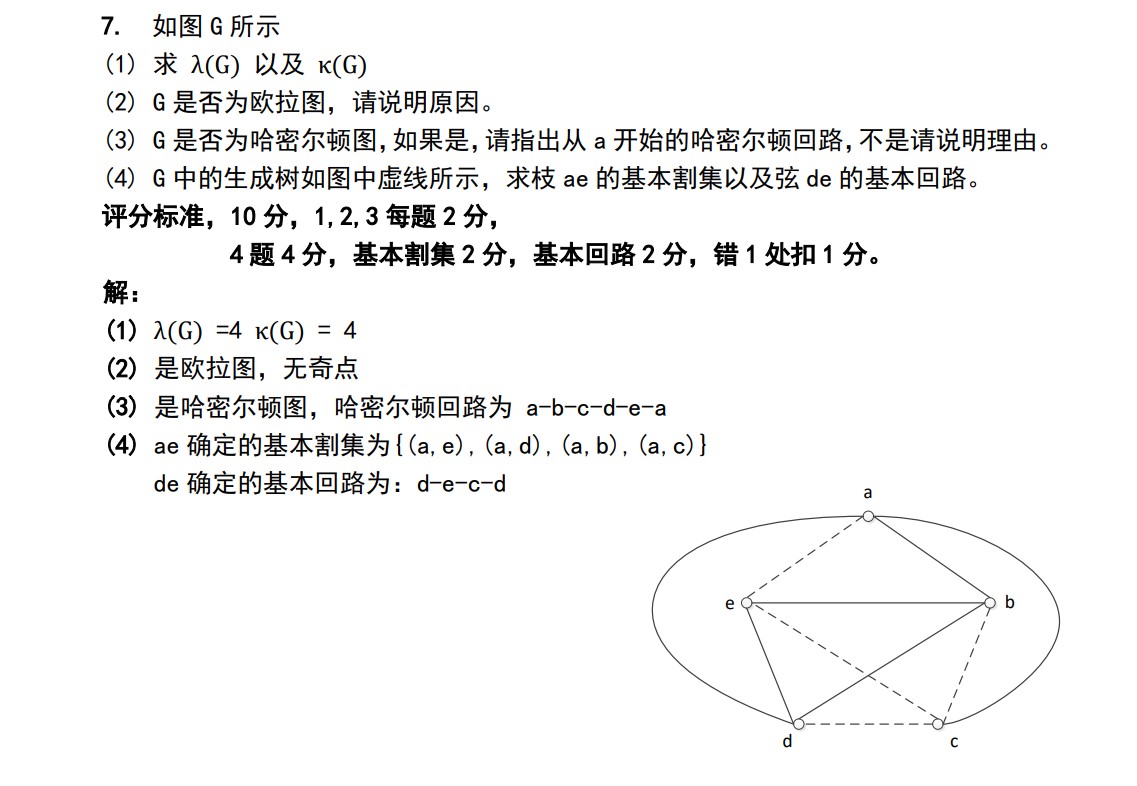 7. 如图 G 所示
(1) 求 λ(G) 以及 κ(G)
(2) G 是否为欧拉图，请说明原因。
(3) G 是否为哈密尔顿图，如果是，请指出从 a 开始的哈密尔顿回路，不是请说明理由。
(4) G 中的生成树如图中虚线所示，求枝 ae 的基本割集以及弦 de 的基本回路。
评分标准，10 分，1,2,3 每题 2 分，
4 题 4 分，基本割集 2 分，基本回路 2 分，错 1 处扣 1 分。
解：
(1) λ(G) =4 κ(G) = 4
(2) 是欧拉图，无奇点
(3) 是哈密尔顿图，哈密尔顿回路为 a-b-c-d-e-a
(4) ae 确定的基本割集为{(a,e),(a,d),(a,b),(a,c)}
de 确定的基本回路为：d-e-c-d
a
e
b
d
c